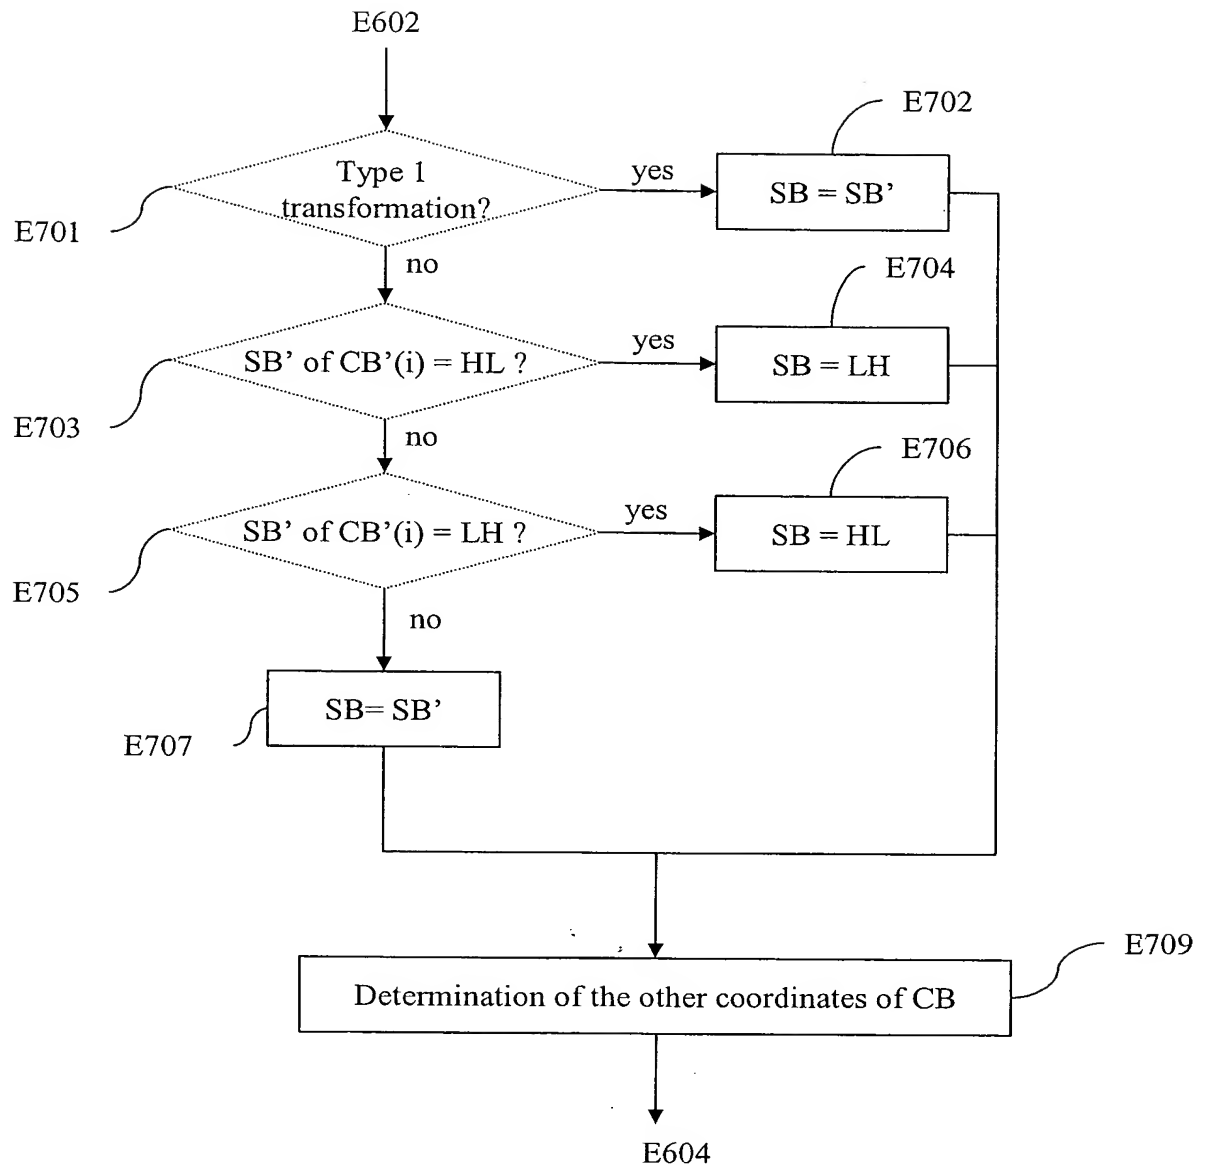 E602
E702
Type 1
transformation?
yes
SB = SB’
E701
no
E704
SB’ of CB’(i) = HL ?
yes
SB = LH
E703
no
E706
SB’ of CB’(i) = LH ?
yes
SB = HL
E705
no
SB= SB’
E707
E709
Determination of the other coordinates of CB
E604